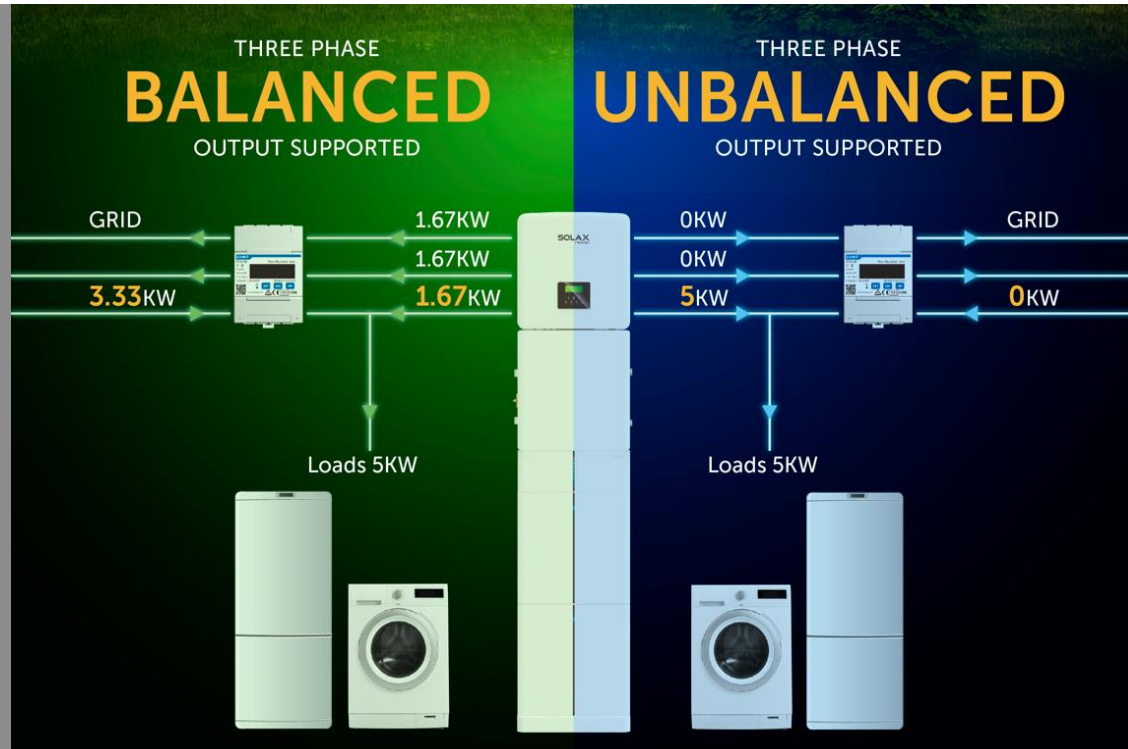 THREE PHASE
BALANCED
OUTPUT SUPPORTED
THREE PHASE
UNBALANCED
OUTPUT SUPPORTED
GRID
1.67KW
1.67KW
3.33KW
1.67KW
Loads 5KW
SOLAX
0KW
GRID
0KW
5KW
0KW
Loads 5KW